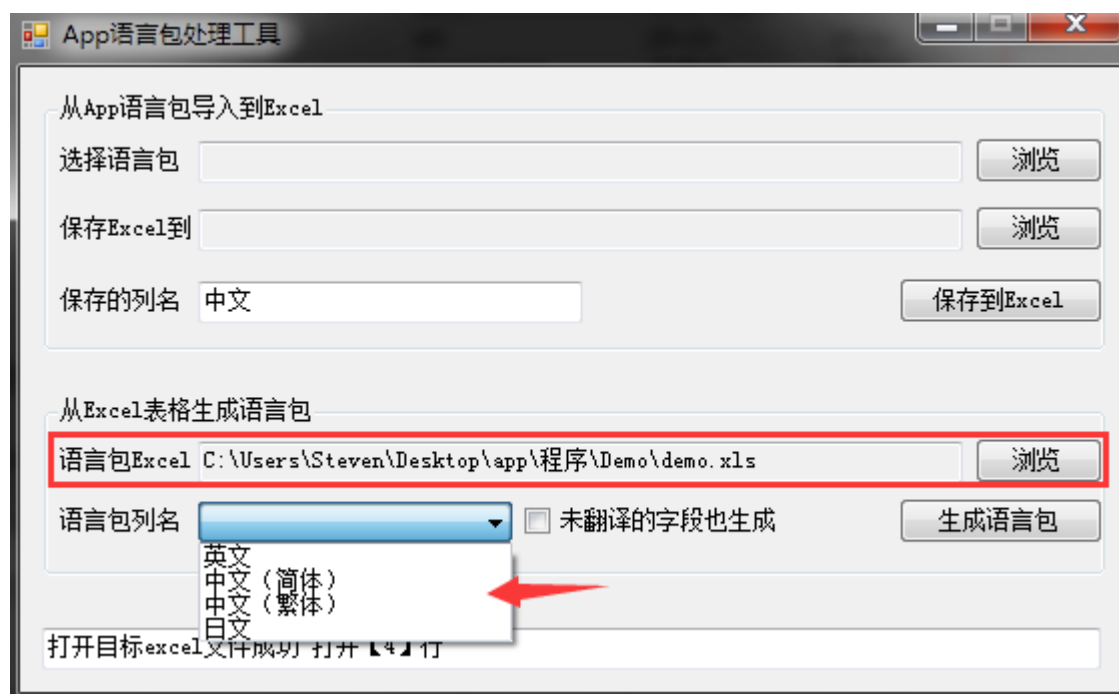 App语言包处理工具
从App语言包导入到Excel
选择语言包 浏览
保存Excel到 浏览
保存的列名 中文 保存到Excel
从Excel表格生成语言包
语言包Excel C:\Users\Steven\Desktop\app\程序\Demo\demo.xls 浏览
语言包列名 未翻译的字段也生成 生成语言包
英文
中文（简体）
中文（繁体）
日文
打开目标excel文件成功 打开【4】行